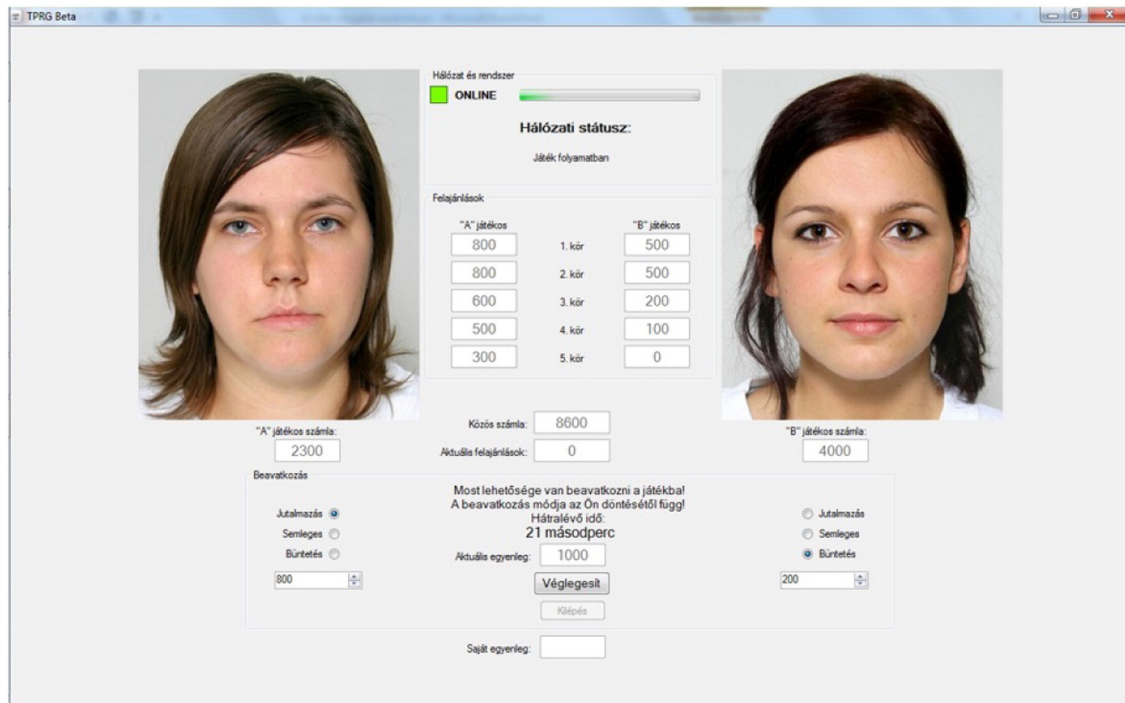 TPRG Beta
Hálózat és rendszer
ONLINE
Hálózati státusz:
Játék folyamatban
Felajánlások
"A" játékos "B" játékos
800 1. kör 500
800 2. kör 500
600 3. kör 200
500 4. kör 100
300 5. kör 0
"A" játékos számla:
2300
Közös számla: 8600
Aktuális felajánlások: 0
"B" játékos számla:
4000
Beavatkozás
Most lehetősége van beavatkozni a játékba!
A beavatkozás módja az Ön döntésétől függ!
Hátralévő idő:
21 másodperc
Jutalmazás
Semleges
Büntetés
800
Aktuális egyenleg: 1000
Véglegesít
Kilépés
Jutalmazás
Semleges
Büntetés
200
Saját egyenleg: